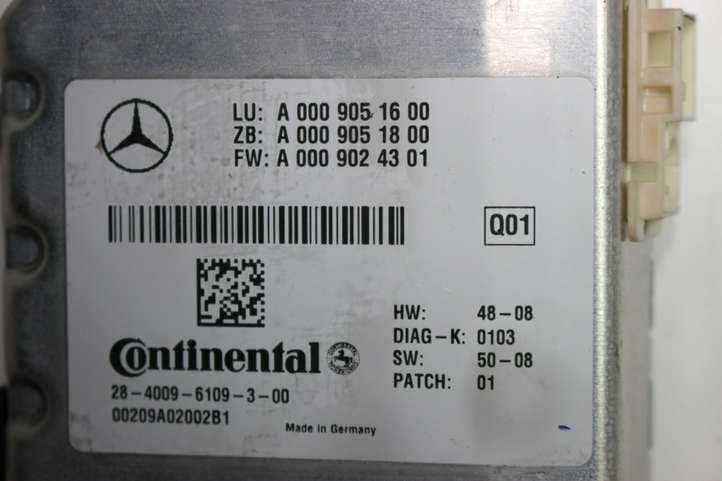 LU: A 000 905 16 00
ZB: A 000 905 18 00
FW: A 000 902 43 01
Q01
HW: 48-08
DIAG-K: 0103
SW: 50-08
PATCH: 01
Continental
28-4009-6109-3-00
00209A02002B1
Made in Germany